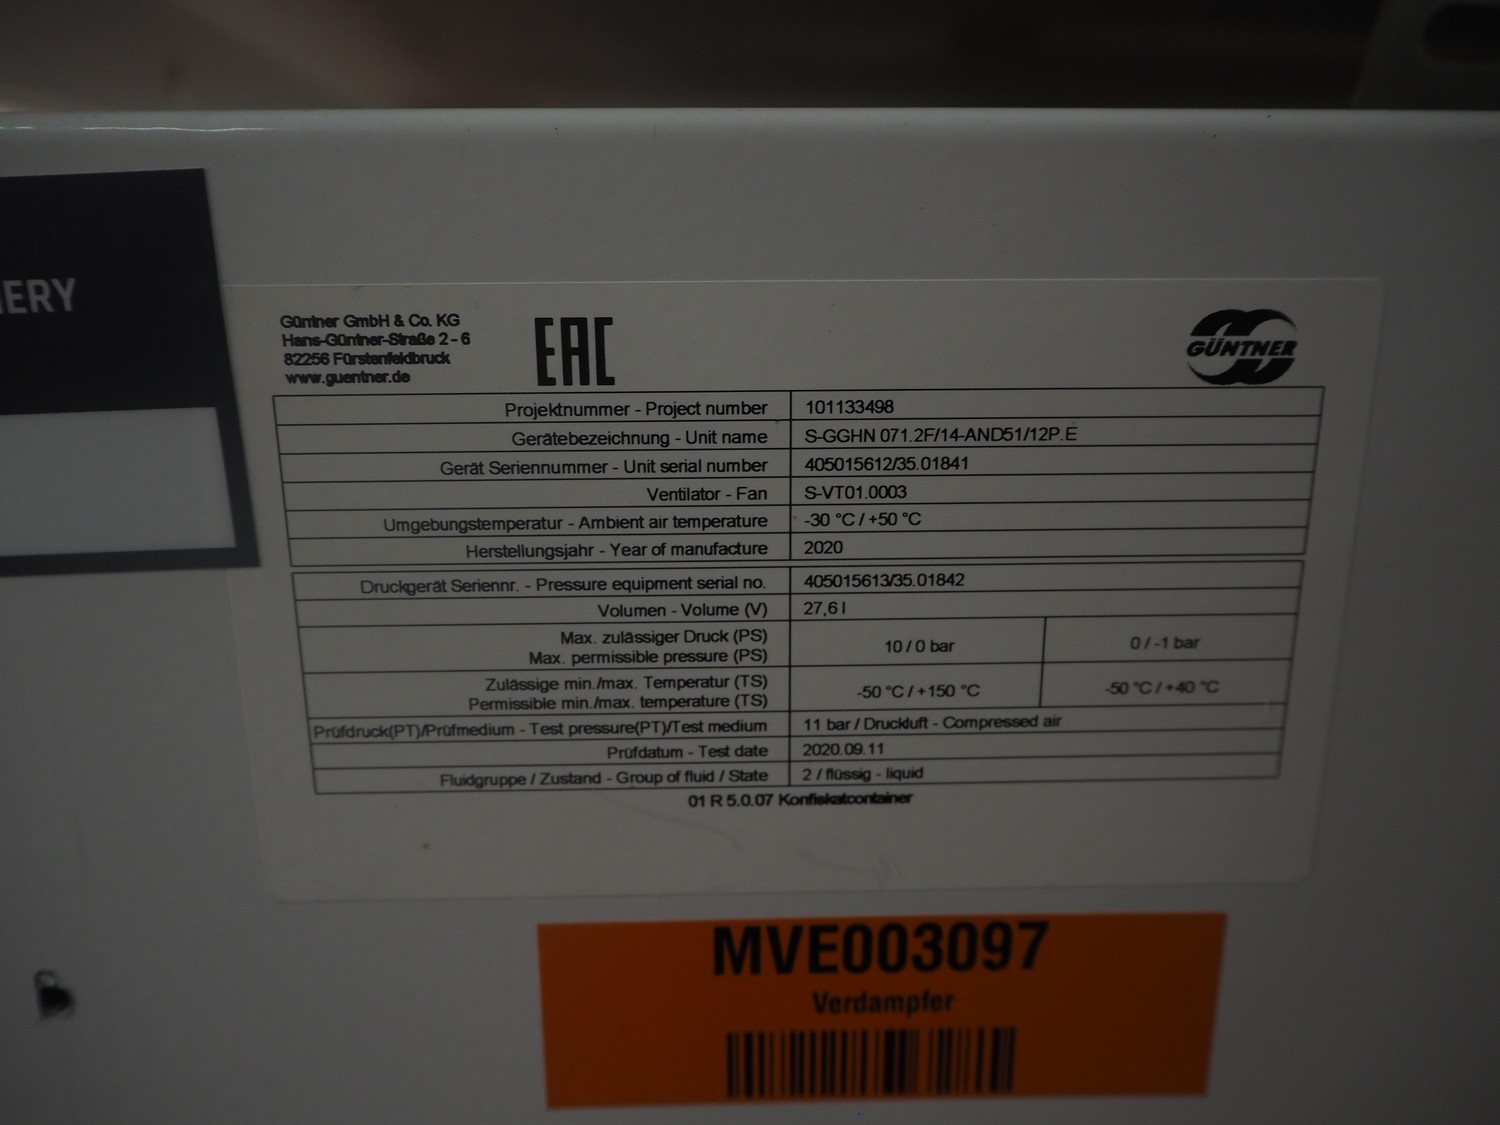 IERY
Güntner GmbH & Co. KG
Hans-Güntner-Straße 2 - 6
82256 Fürstenfeldbruck
www.guentner.de
EAC
GÜNTNER
Projektnummer - Project number 101133498
Gerätebezeichnung - Unit name S-GGHN 071.2F/14-AND51/12P.E
Gerät Seriennummer - Unit serial number 405015612/35.01841
Ventilator - Fan S-VT01.0003
Umgebungstemperatur - Ambient air temperature -30 °C / +50 °C
Herstellungsjahr - Year of manufacture 2020
Druckgerät Seriennr. - Pressure equipment serial no. 405015613/35.01842
Volumen - Volume (V) 27,6 l
Max. zulässiger Druck (PS)
Max. permissible pressure (PS) 10 / 0 bar 0 / -1 bar
Zulässige min./max. Temperatur (TS)
Permissible min./max. temperature (TS) -50 °C / +150 °C -50 °C / +40 °C
Prüfdruck(PT)/Prüfmedium - Test pressure(PT)/Test medium 11 bar / Druckluft - Compressed air
Prüfdatum - Test date 2020.09.11
Fluidgruppe / Zustand - Group of fluid / State 2 / flüssig - liquid
01 R 5.0.07 Konfiskatcontainer
MVE003097
Verdampfer